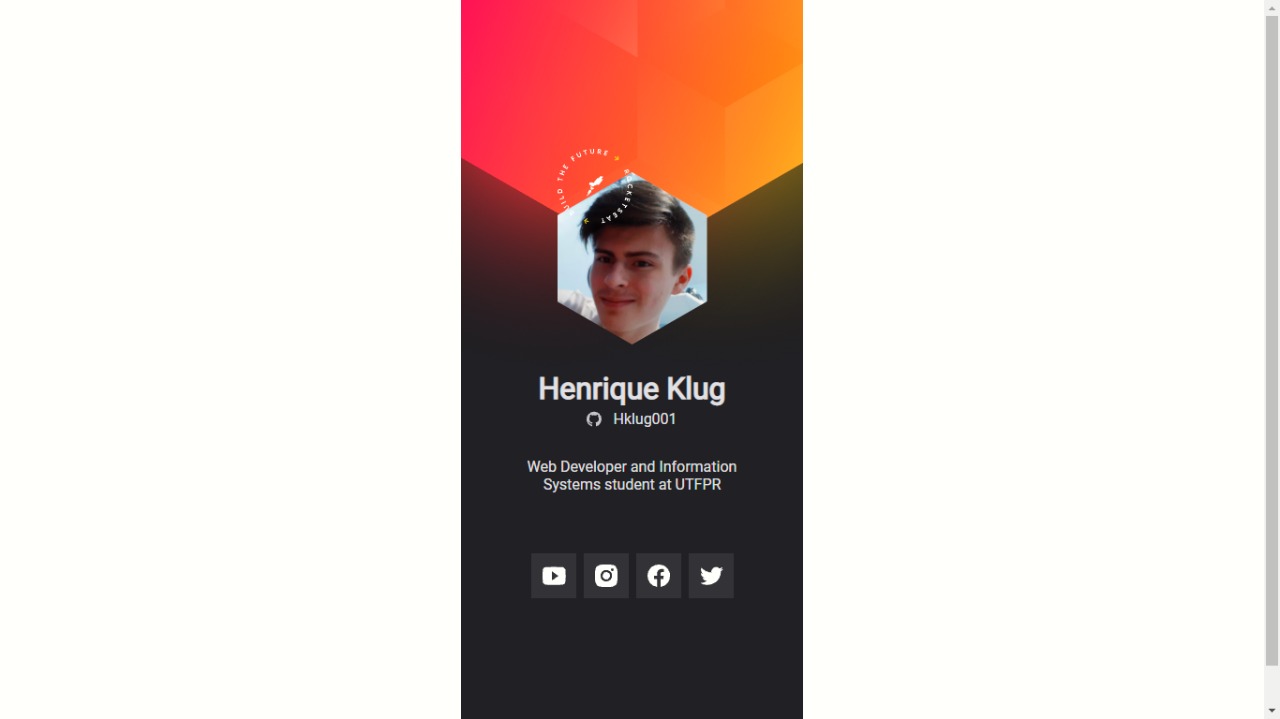 BUILD THE FUTURE
ROCKETSEAT
Henrique Klug
Hklug001
Web Developer and Information
Systems student at UTFPR